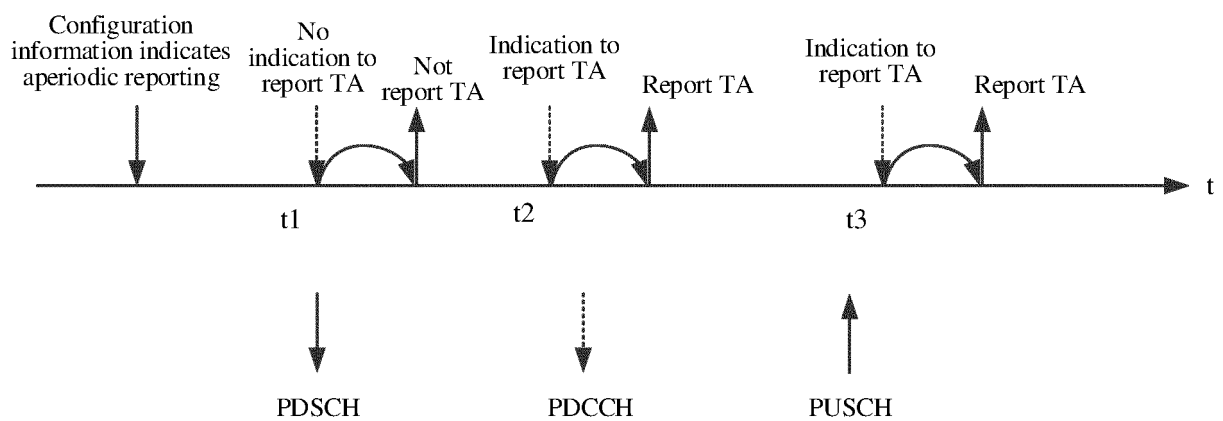 Configuration
information indicates
aperiodic reporting
No
indication to
report TA
Not
report TA
Indication to
report TA
Report TA
Indication to
report TA
Report TA
t
t1
t2
t3
PDSCH
PDCCH
PUSCH